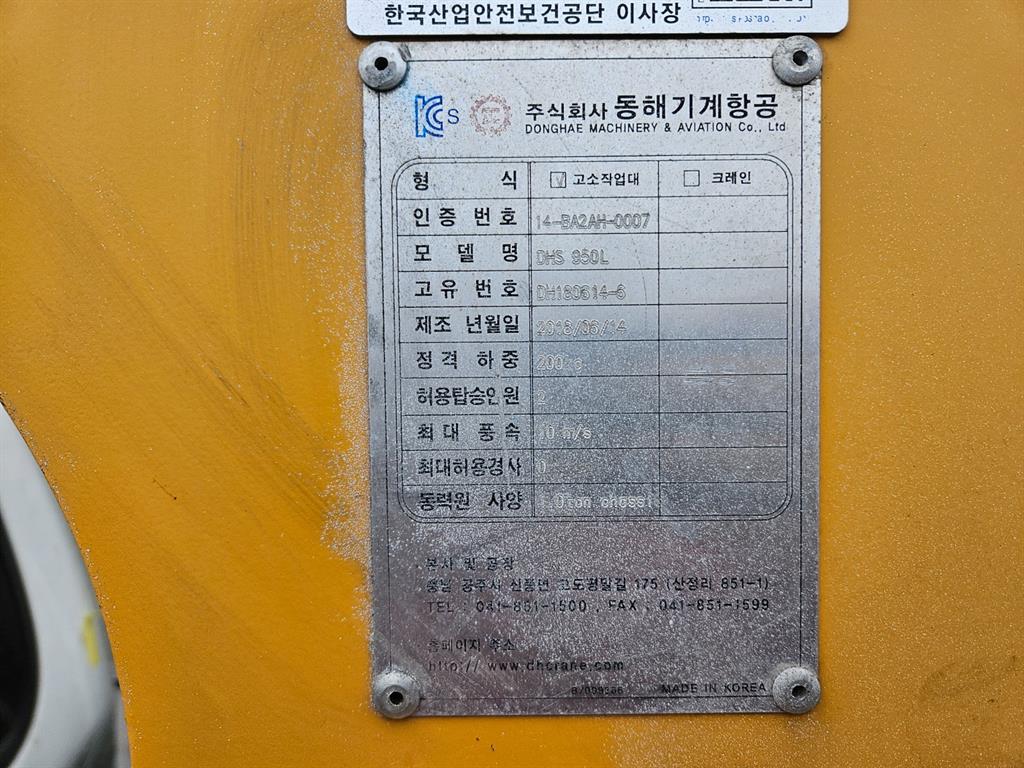 한국산업안전보건공단 이사장
KCs 주식회사 동해기계항공
DONGHAE MACHINERY & AVIATION Co., Ltd
형 식 ☑ 고소작업대 ☐ 크레인
인증 번호 14-BA2AH-0007
모 델 명 DHS 950L
고유 번호 DH180614-6
제조 년월일 2018/06/14
정격 하중 200
허용탑승인원 2
최대 풍속 10 m/s
최대허용경사 0
동력원 사양
본사 및 공장
충남 공주시 신풍면 고도평달길 175 (산정리 851-1)
TEL : 041-851-1500 , FAX : 041-851-1599
홈페이지 주소
http://www.dhcrane.com
MADE IN KOREA